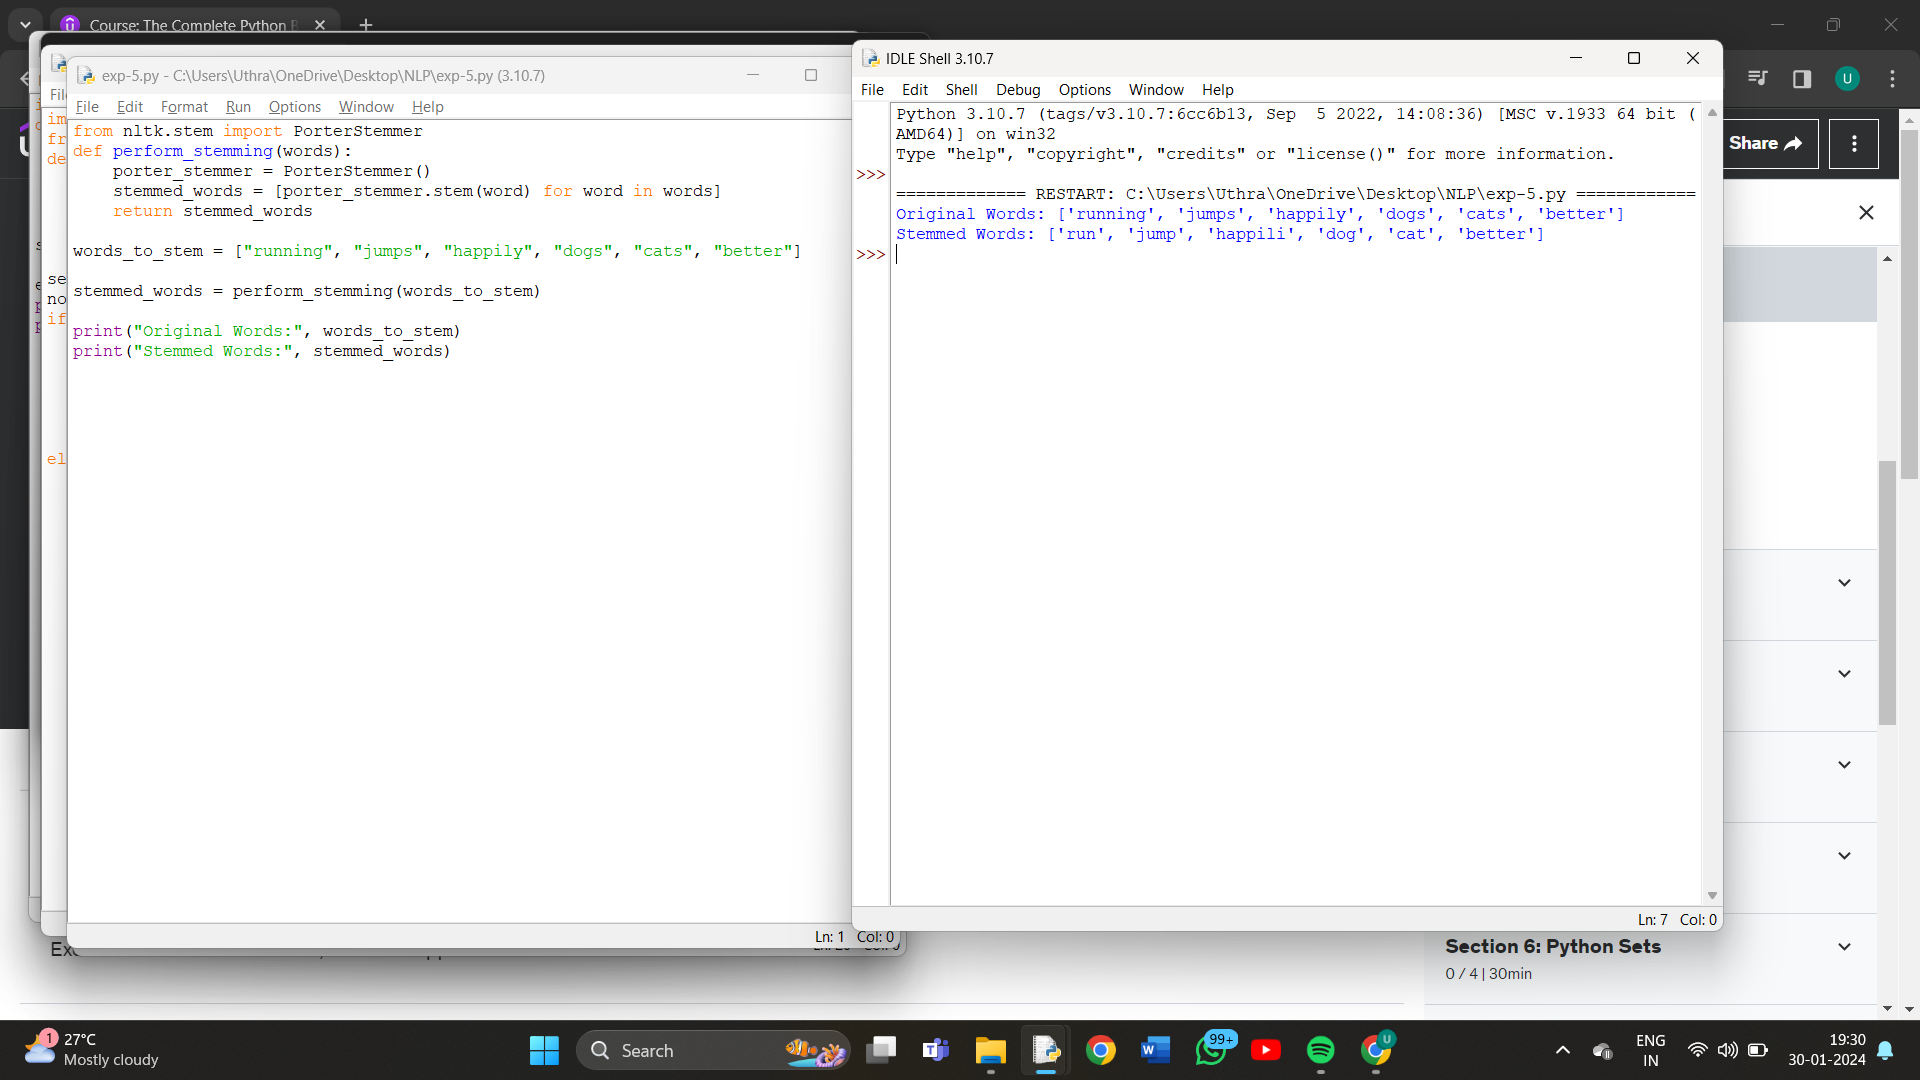 Course: The Complete Python B
exp-5.py - C:\Users\Uthra\OneDrive\Desktop\NLP\exp-5.py (3.10.7)
File Edit Format Run Options Window Help
from nltk.stem import PorterStemmer
def perform_stemming(words):
    porter_stemmer = PorterStemmer()
    stemmed_words = [porter_stemmer.stem(word) for word in words]
    return stemmed_words
words_to_stem = ["running", "jumps", "happily", "dogs", "cats", "better"]
stemmed_words = perform_stemming(words_to_stem)
print("Original Words:", words_to_stem)
print("Stemmed Words:", stemmed_words)
Ln: 1 Col: 0
IDLE Shell 3.10.7
File Edit Shell Debug Options Window Help
Python 3.10.7 (tags/v3.10.7:6cc6b13, Sep  5 2022, 14:08:36) [MSC v.1933 64 bit (
AMD64)] on win32
Type "help", "copyright", "credits" or "license()" for more information.
>>>
============= RESTART: C:\Users\Uthra\OneDrive\Desktop\NLP\exp-5.py ============
Original Words: ['running', 'jumps', 'happily', 'dogs', 'cats', 'better']
Stemmed Words: ['run', 'jump', 'happili', 'dog', 'cat', 'better']
>>>
Ln: 7 Col: 0
U
Share
Section 6: Python Sets
0 / 4 | 30min
1
27°C
Mostly cloudy
Search
99+
U
ENG
IN
19:30
30-01-2024